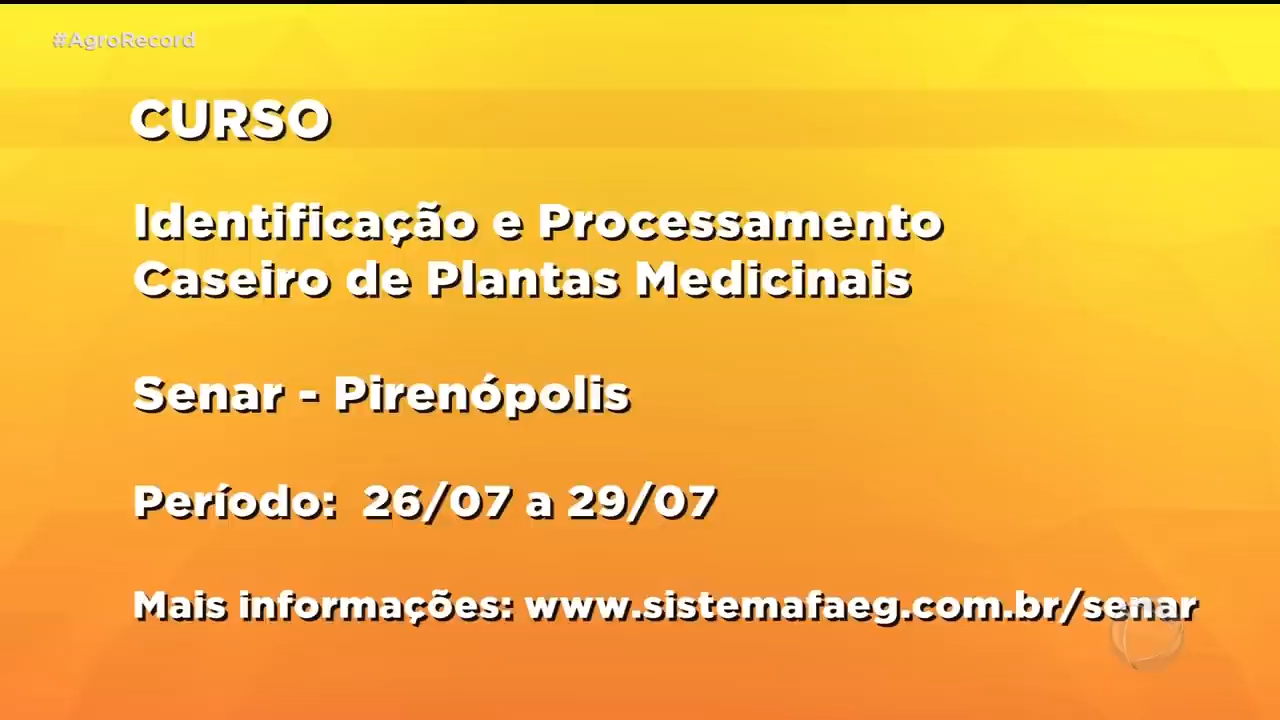 #AgroRecord
CURSO
Identificação e Processamento
Caseiro de Plantas Medicinais
Senar - Pirenópolis
Período: 26/07 a 29/07
Mais informações: www.sistemafaeg.com.br/senar